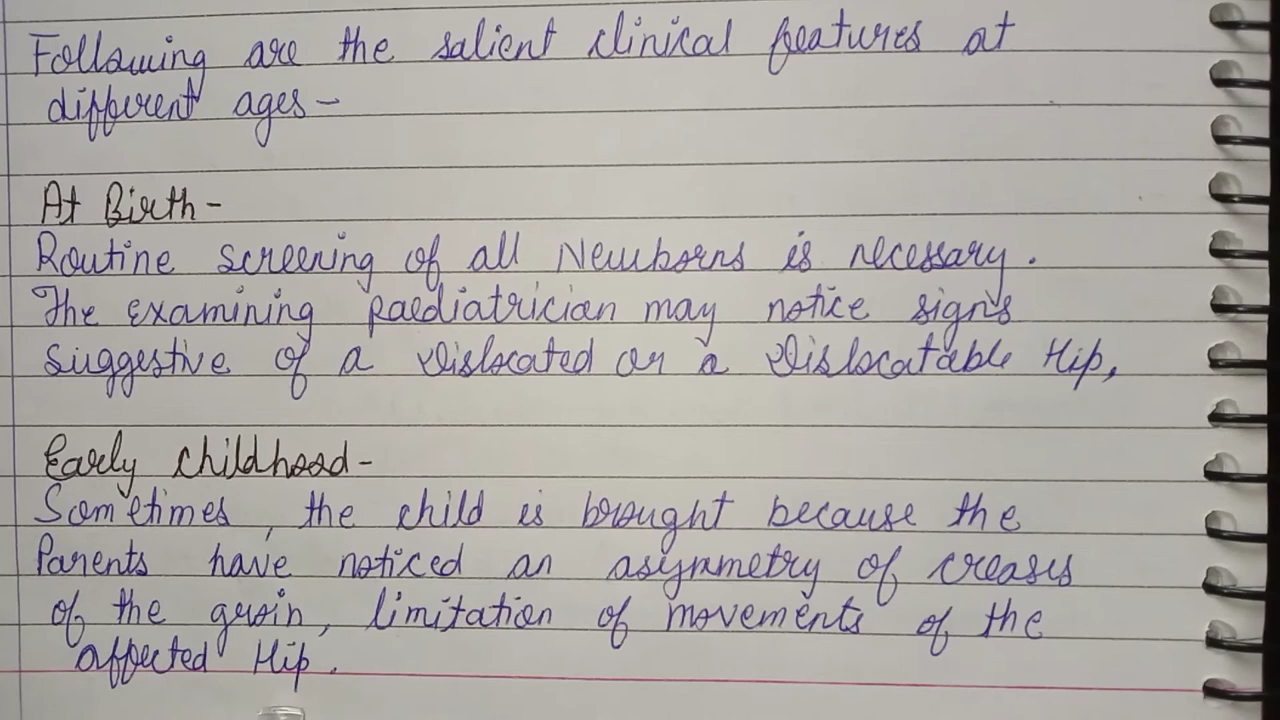 Following are the salient clinical features at
different ages-
At Birth-
Routine screening of all Newborns is necessary.
The examining paediatrician may notice signs
suggestive of a dislocated or a dislocatable Hip,
Early childhood-
Sometimes, the child is brought because the
Parents have noticed an asymmetry of creases
of the groin, limitation of movements of the
affected Hip.